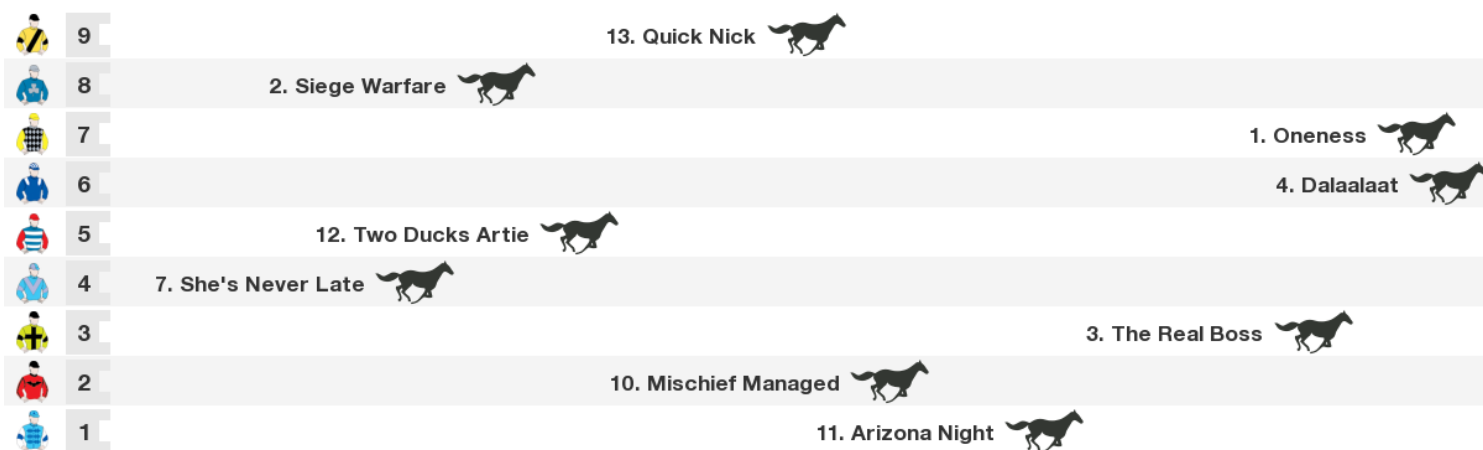 9 13. Quick Nick
8 2. Siege Warfare
7 1. Oneness
6 4. Dalaalaat
5 12. Two Ducks Artie
4 7. She's Never Late
3 3. The Real Boss
2 10. Mischief Managed
1 11. Arizona Night